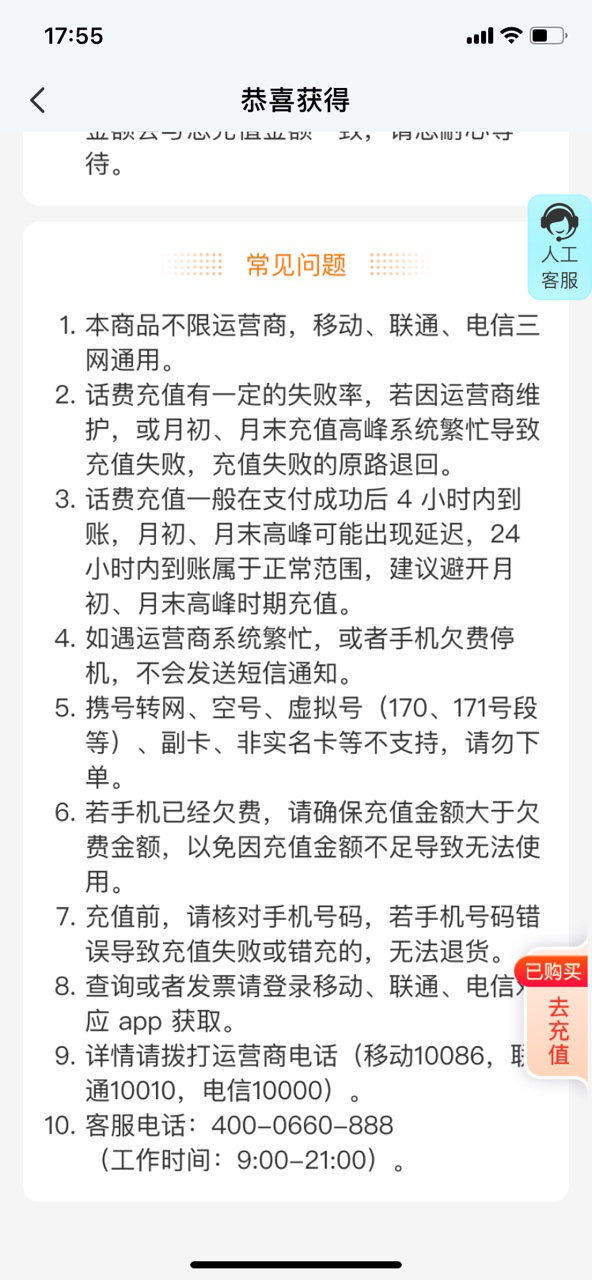 17:55
恭喜获得
待。
人工
客服
常见问题
1. 本商品不限运营商，移动、联通、电信三
网通用。
2. 话费充值有一定的失败率，若因运营商维
护，或月初、月末充值高峰系统繁忙导致
充值失败，充值失败的原路退回。
3. 话费充值一般在支付成功后 4 小时内到
账，月初、月末高峰可能出现延迟，24
小时内到账属于正常范围，建议避开月
初、月末高峰时期充值。
4. 如遇运营商系统繁忙，或者手机欠费停
机，不会发送短信通知。
5. 携号转网、空号、虚拟号（170、171号段
等）、副卡、非实名卡等不支持，请勿下
单。
6. 若手机已经欠费，请确保充值金额大于欠
费金额，以免因充值金额不足导致无法使
用。
7. 充值前，请核对手机号码，若手机号码错
误导致充值失败或错充的，无法退货。
已购买
去充值
8. 查询或者发票请登录移动、联通、电信
应 app 获取。
9. 详情请拨打运营商电话（移动10086，联
通10010，电信10000）。
10. 客服电话：400-0660-888
（工作时间：9:00-21:00）。